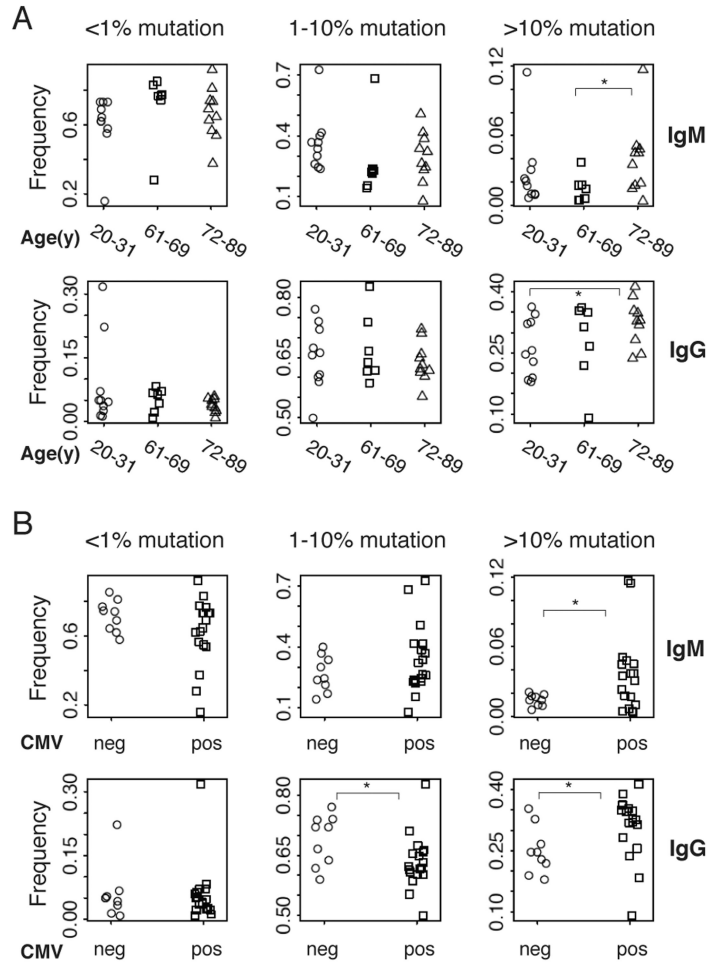 A
<1% mutation 1-10% mutation >10% mutation
Frequency 0.2 0.6 0.1 0.4 0.7 0.00 0.06 0.12 * IgM
Age(y) 20-31 61-69 72-89 20-31 61-69 72-89 20-31 61-69 72-89
Frequency 0.00 0.15 0.30 0.50 0.65 0.80 0.10 0.25 0.40 * IgG
Age(y) 20-31 61-69 72-89 20-31 61-69 72-89 20-31 61-69 72-89
B
<1% mutation 1-10% mutation >10% mutation
Frequency 0.2 0.6 0.1 0.4 0.7 0.00 0.06 0.12 * IgM
CMV neg pos neg pos neg pos
Frequency 0.00 0.15 0.30 0.50 0.65 0.80 * 0.10 0.25 0.40 * IgG
CMV neg pos neg pos neg pos